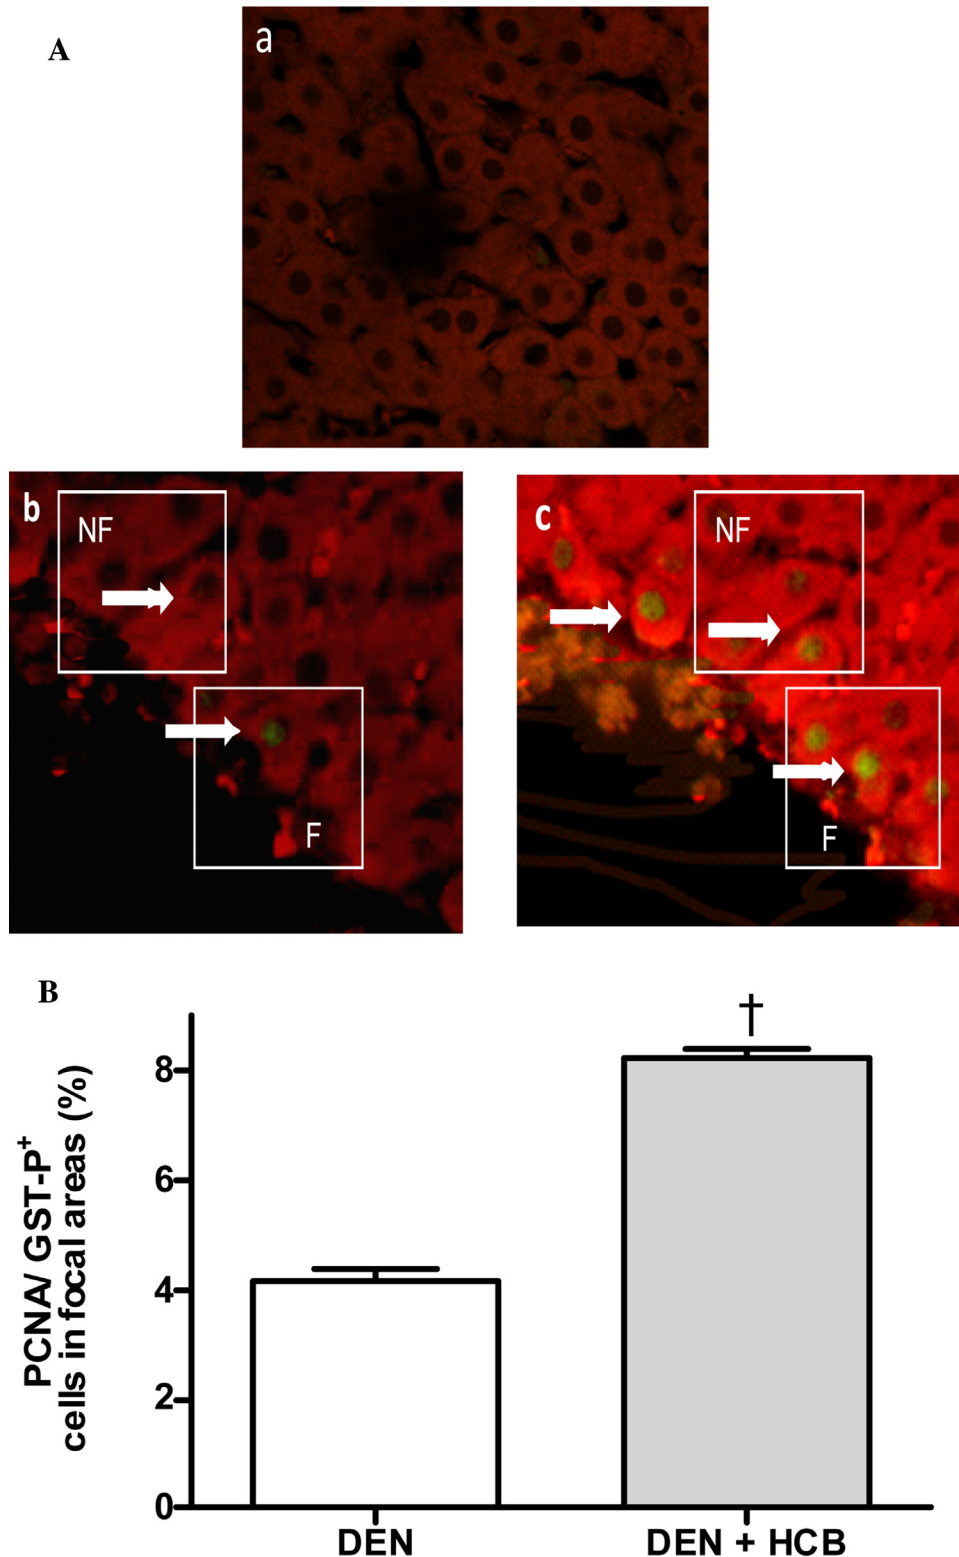 A
a
b
NF
F
c
NF
F
B
†
8
6
4
2
0
PCNA/ GST-P+
cells in focal areas (%)
DEN
DEN + HCB